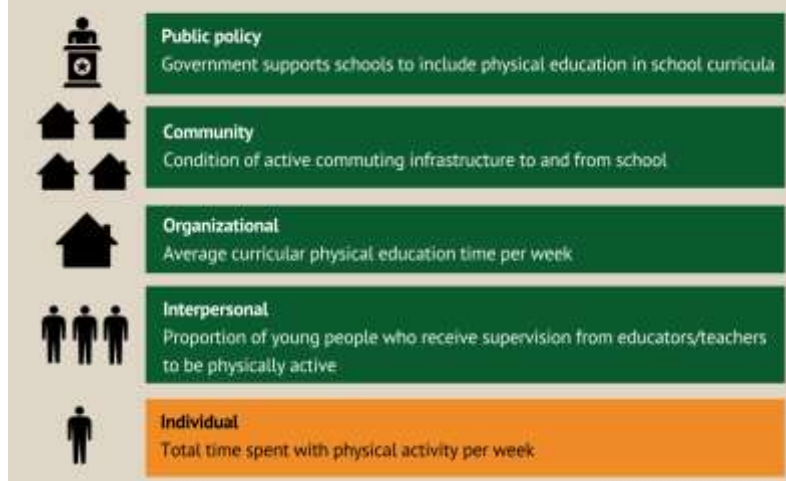 Public policy
Government supports schools to include physical education in school curricula
Community
Condition of active commuting infrastructure to and from school
Organizational
Average curricular physical education time per week
Interpersonal
Proportion of young people who receive supervision from educators/teachers
to be physically active
Individual
Total time spent with physical activity per week